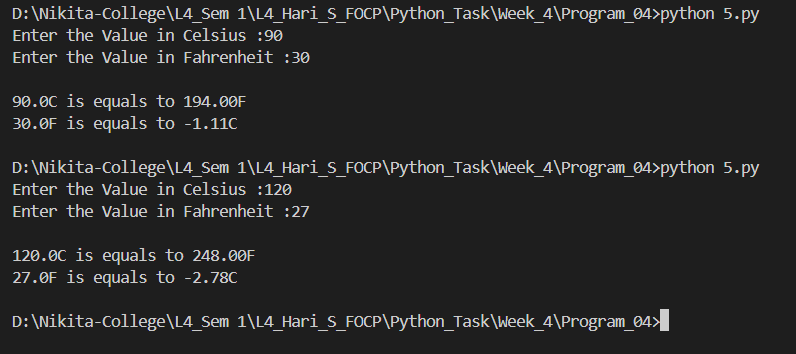 D:\Nikita-College\L4_Sem 1\L4_Hari_S_FOCP\Python_Task\Week_4\Program_04>python 5.py
Enter the Value in Celsius :90
Enter the Value in Fahrenheit :30
90.0C is equals to 194.00F
30.0F is equals to -1.11C
D:\Nikita-College\L4_Sem 1\L4_Hari_S_FOCP\Python_Task\Week_4\Program_04>python 5.py
Enter the Value in Celsius :120
Enter the Value in Fahrenheit :27
120.0C is equals to 248.00F
27.0F is equals to -2.78C
D:\Nikita-College\L4_Sem 1\L4_Hari_S_FOCP\Python_Task\Week_4\Program_04>